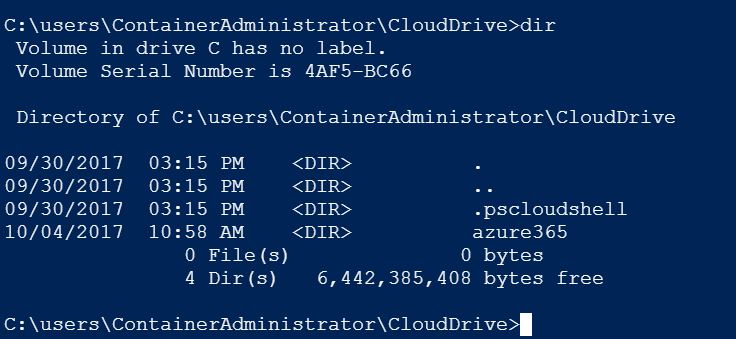 C:\users\ContainerAdministrator\CloudDrive>dir
Volume in drive C has no label.
Volume Serial Number is 4AF5-BC66
Directory of C:\users\ContainerAdministrator\CloudDrive
09/30/2017 03:15 PM <DIR> .
09/30/2017 03:15 PM <DIR> ..
09/30/2017 03:15 PM <DIR> .pscloudshell
10/04/2017 10:58 AM <DIR> azure365
0 File(s) 0 bytes
4 Dir(s) 6,442,385,408 bytes free
C:\users\ContainerAdministrator\CloudDrive>